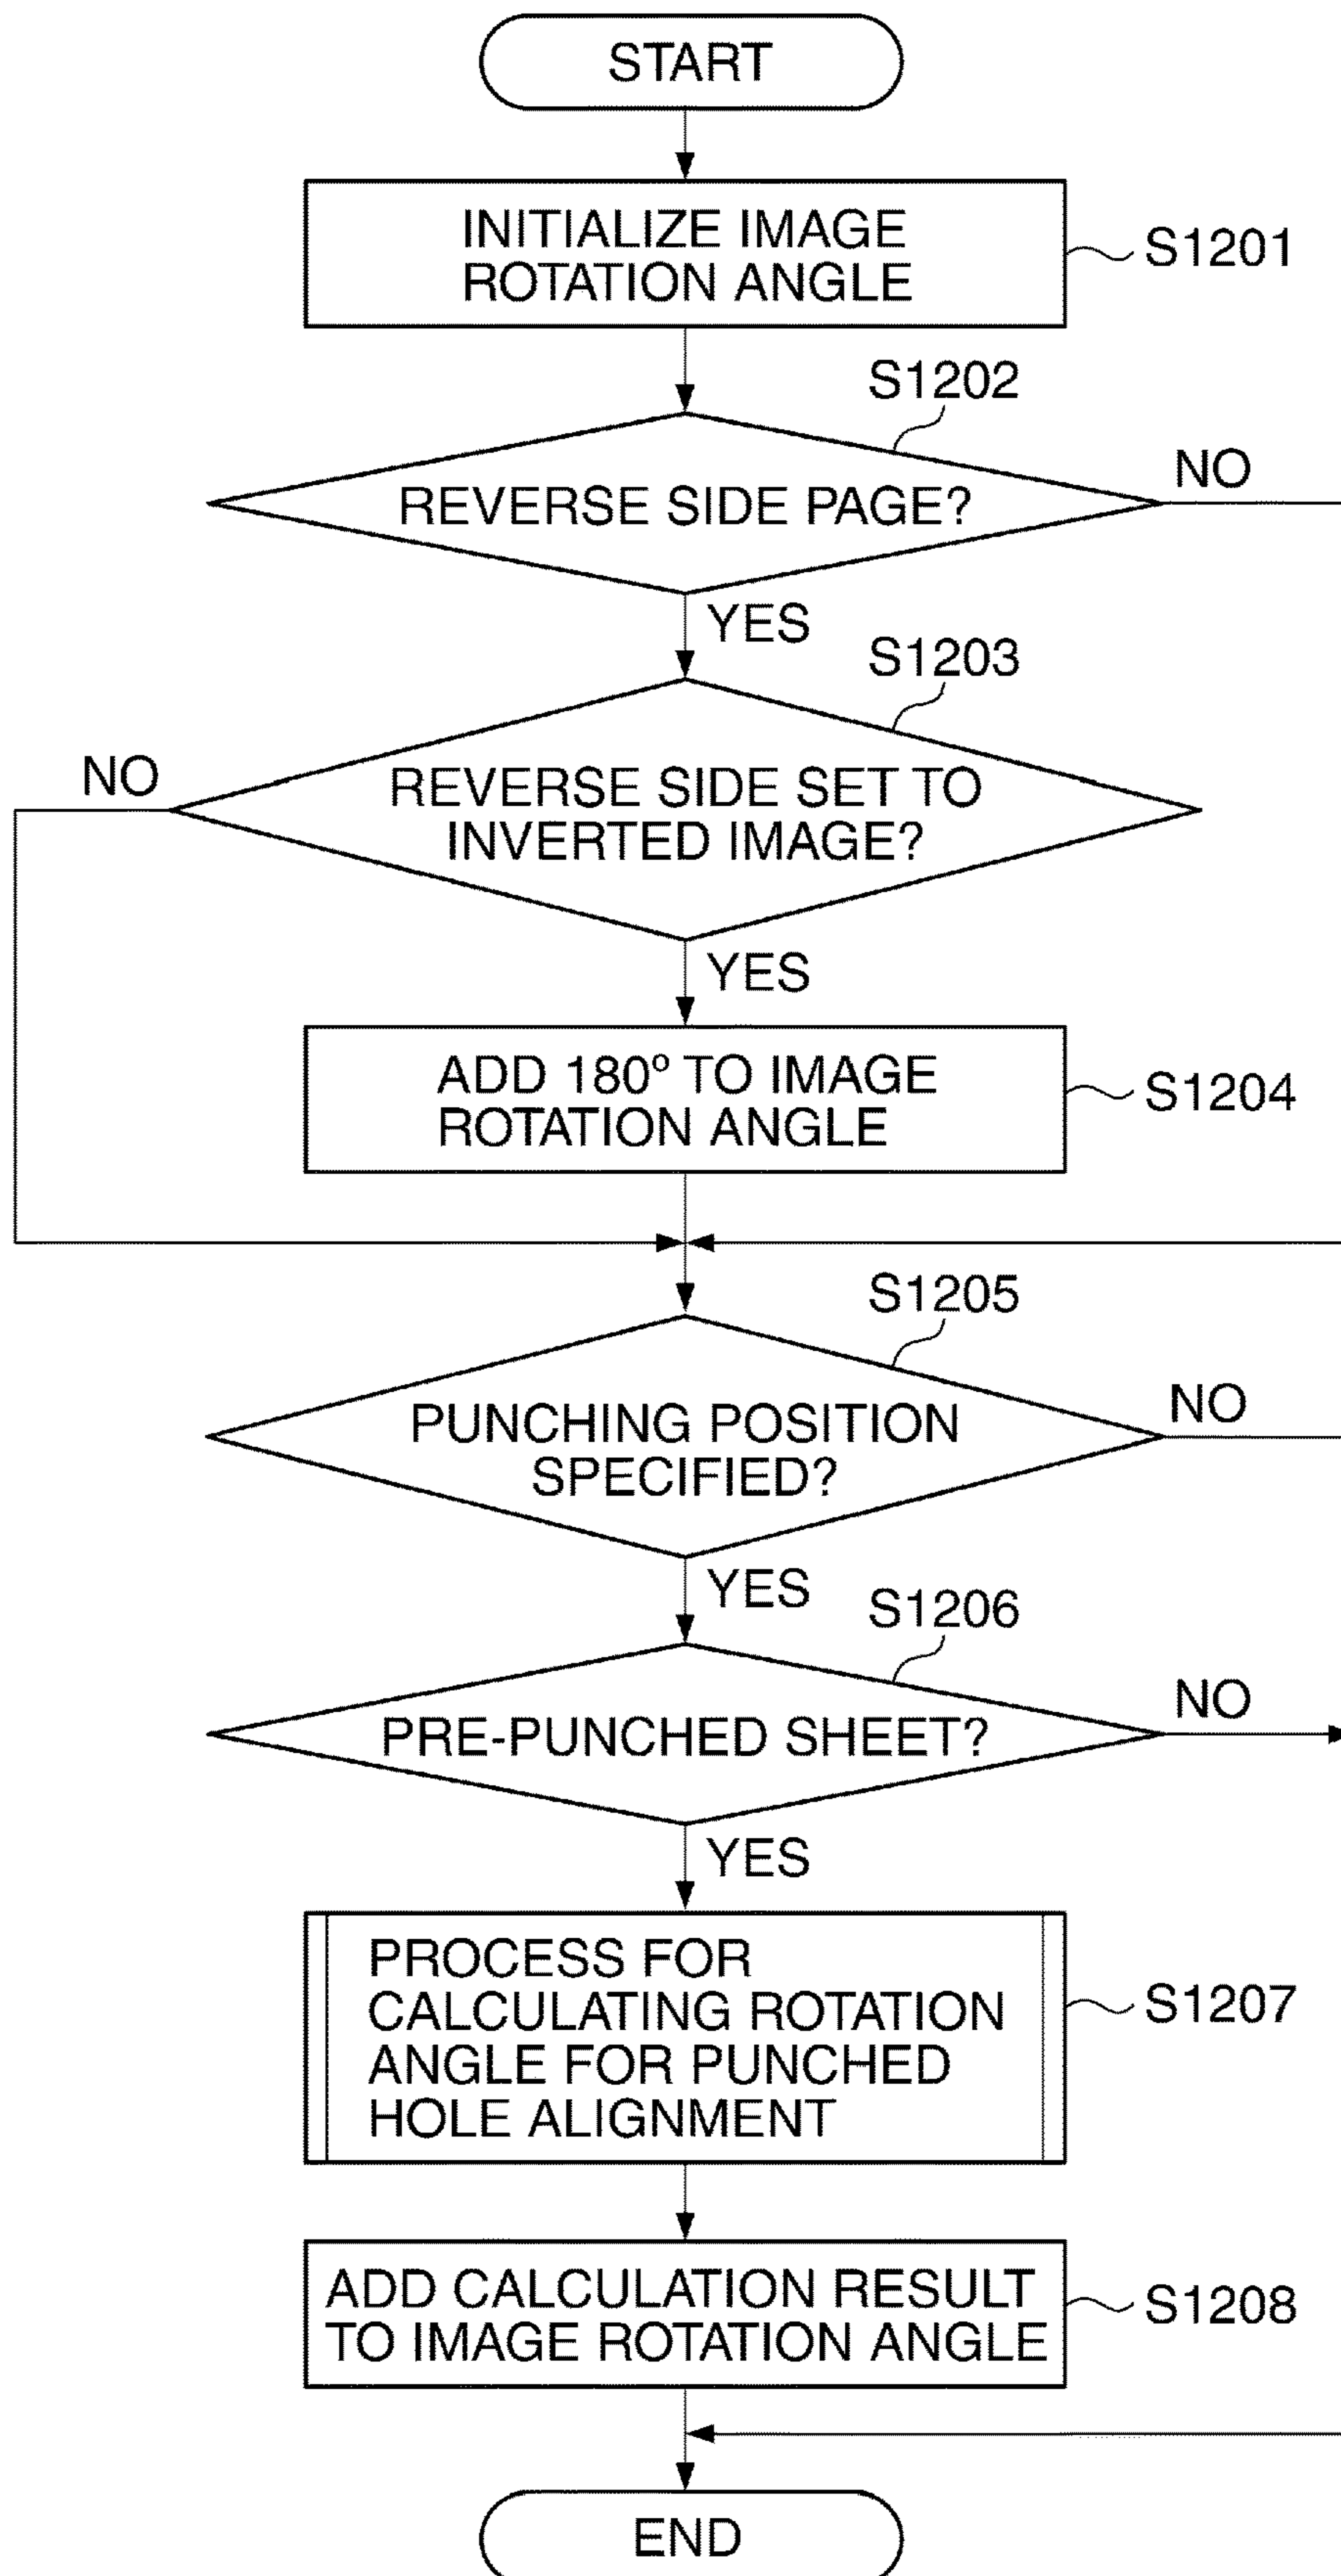 START
INITIALIZE IMAGE
ROTATION ANGLE
S1201
S1202
REVERSE SIDE PAGE?
NO
YES
S1203
NO
REVERSE SIDE SET TO
INVERTED IMAGE?
YES
ADD 180° TO IMAGE
ROTATION ANGLE
S1204
S1205
PUNCHING POSITION
SPECIFIED?
NO
YES
S1206
PRE-PUNCHED SHEET?
NO
YES
PROCESS FOR
CALCULATING ROTATION
ANGLE FOR PUNCHED
HOLE ALIGNMENT
S1207
ADD CALCULATION RESULT
TO IMAGE ROTATION ANGLE
S1208
END